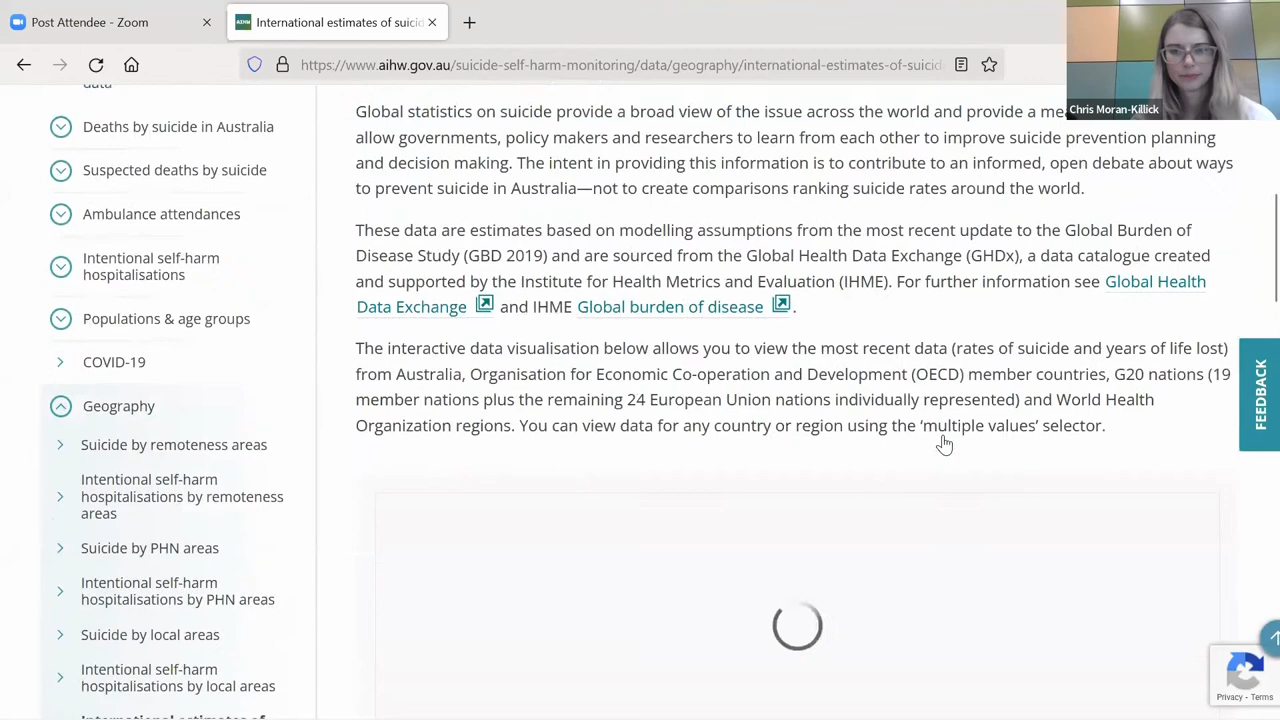 Post Attendee - Zoom
International estimates of suicid
https://www.aihw.gov.au/suicide-self-harm-monitoring/data/geography/international-estimates-of-suicid
Chris Moran-Killick
data
Deaths by suicide in Australia
Suspected deaths by suicide
Ambulance attendances
Intentional self-harm
hospitalisations
Populations & age groups
COVID-19
Geography
Suicide by remoteness areas
Intentional self-harm
hospitalisations by remoteness
areas
Suicide by PHN areas
Intentional self-harm
hospitalisations by PHN areas
Suicide by local areas
Intentional self-harm
hospitalisations by local areas
International estimates of
Global statistics on suicide provide a broad view of the issue across the world and provide a me
allow governments, policy makers and researchers to learn from each other to improve suicide prevention planning
and decision making. The intent in providing this information is to contribute to an informed, open debate about ways
to prevent suicide in Australia—not to create comparisons ranking suicide rates around the world.
These data are estimates based on modelling assumptions from the most recent update to the Global Burden of
Disease Study (GBD 2019) and are sourced from the Global Health Data Exchange (GHDx), a data catalogue created
and supported by the Institute for Health Metrics and Evaluation (IHME). For further information see Global Health
Data Exchange and IHME Global burden of disease .
The interactive data visualisation below allows you to view the most recent data (rates of suicide and years of life lost)
from Australia, Organisation for Economic Co-operation and Development (OECD) member countries, G20 nations (19
member nations plus the remaining 24 European Union nations individually represented) and World Health
Organization regions. You can view data for any country or region using the ‘multiple values’ selector.
FEEDBACK
Privacy - Terms